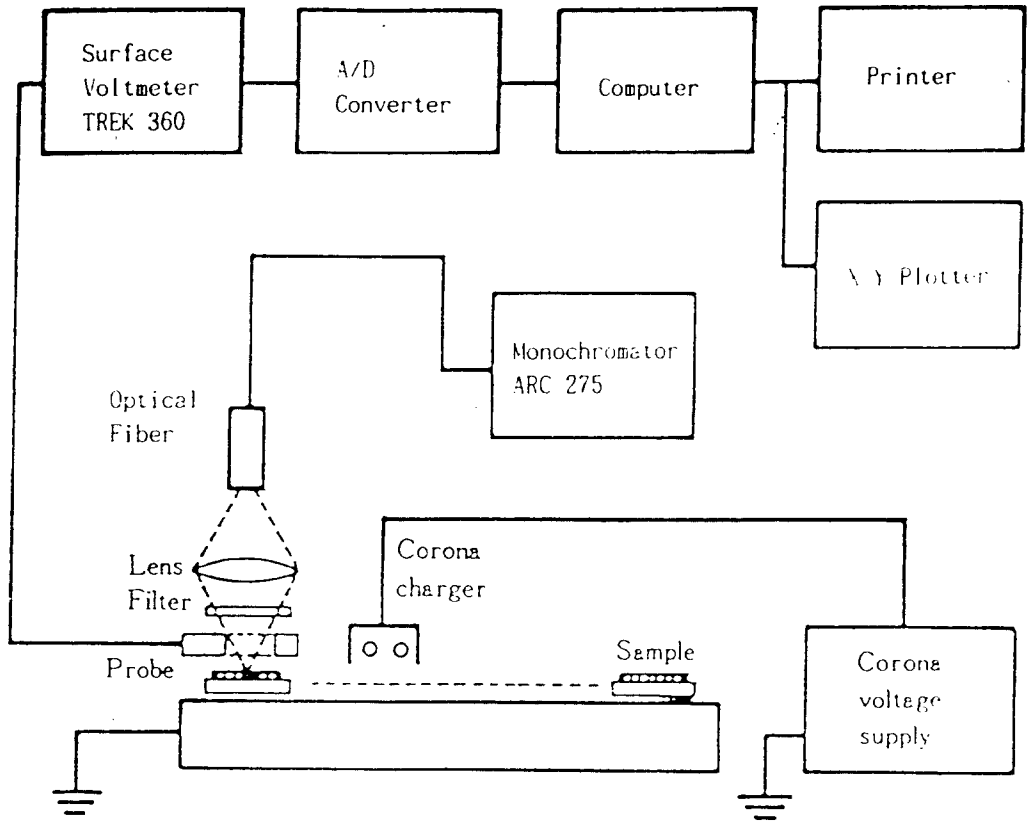 Surface
Voltmeter
TREK 360
A/D
Converter
Computer
Printer
X Y Plotter
Monochromator
ARC 275
Optical
Fiber
Lens
Filter
Probe
Corona
charger
Sample
Corona
voltage
supply